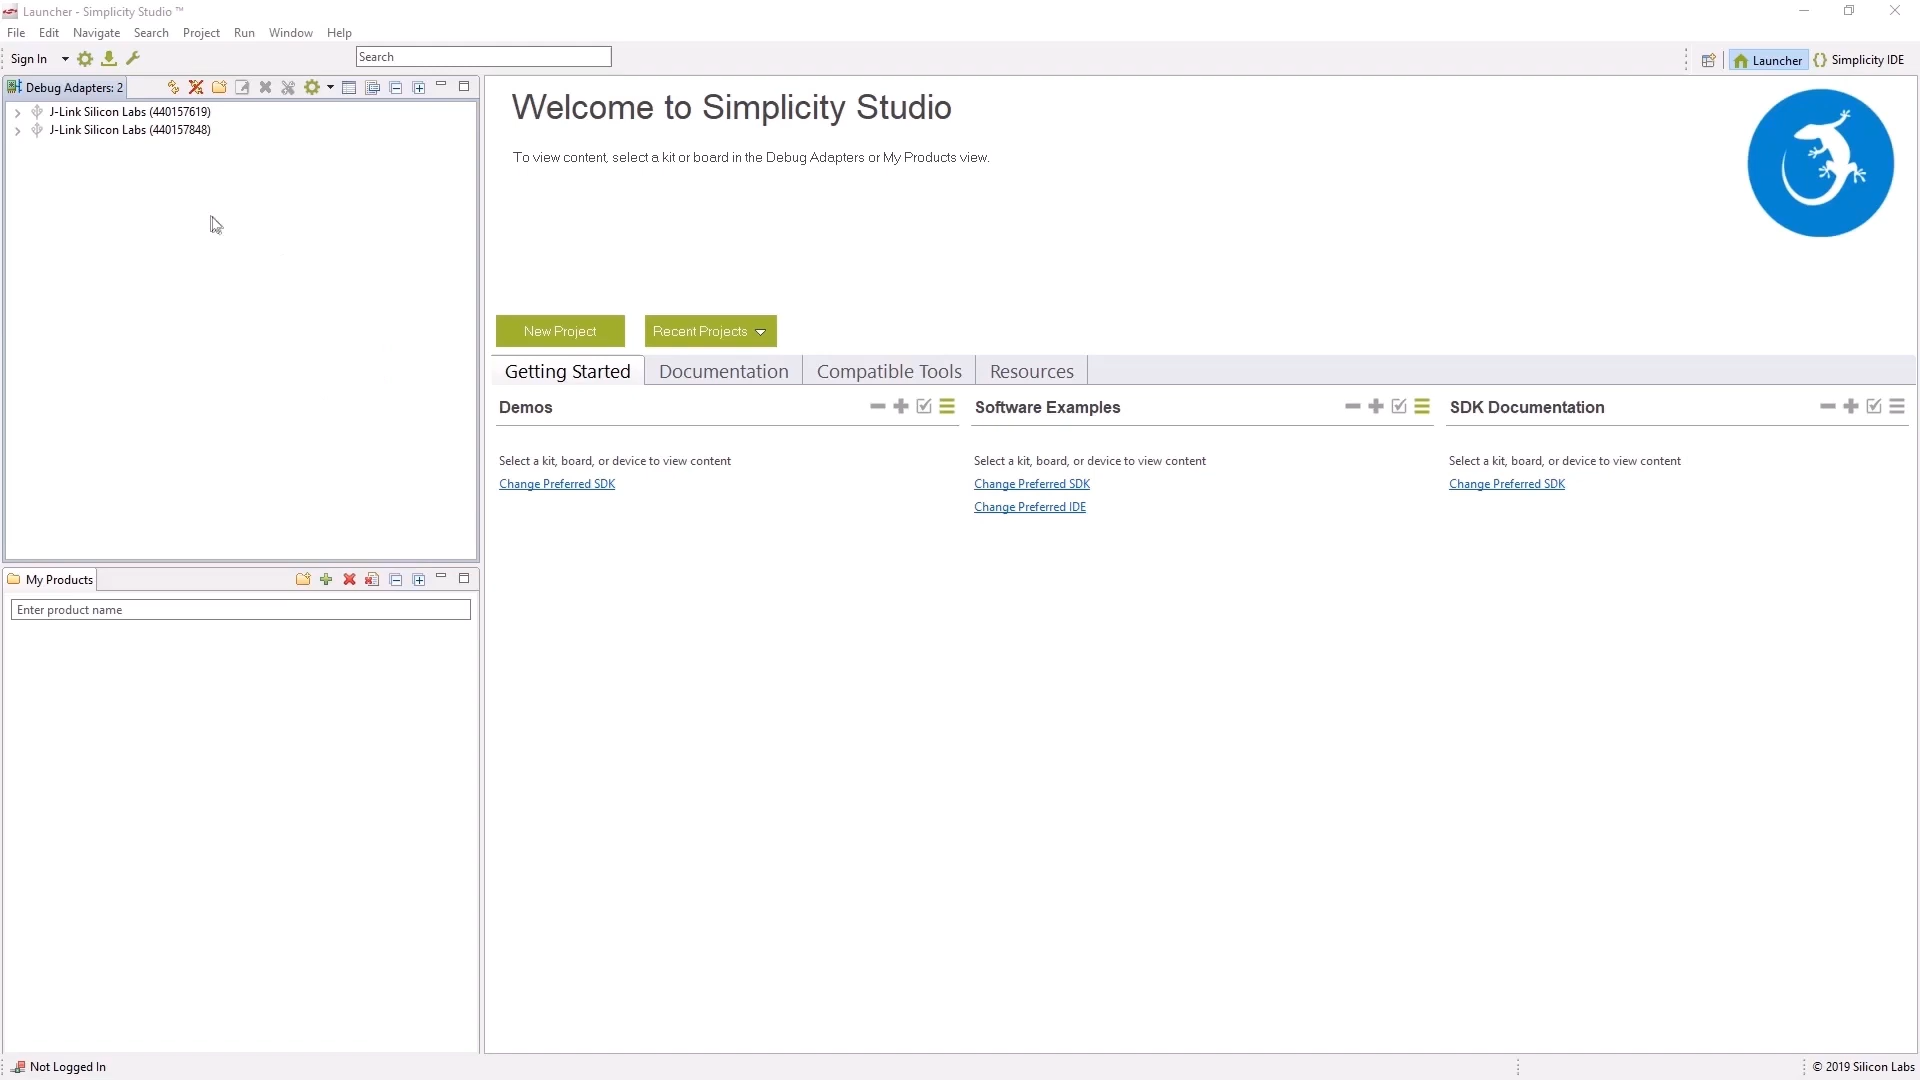 Launcher - Simplicity Studio ™
File Edit Navigate Search Project Run Window Help
Sign In
Search
Launcher
Simplicity IDE
Debug Adapters: 2
J-Link Silicon Labs (440157619)
J-Link Silicon Labs (440157848)
Welcome to Simplicity Studio
To view content, select a kit or board in the Debug Adapters or My Products view.
New Project
Recent Projects
Getting Started
Documentation
Compatible Tools
Resources
Demos
Select a kit, board, or device to view content
Change Preferred SDK
Software Examples
Select a kit, board, or device to view content
Change Preferred SDK
Change Preferred IDE
SDK Documentation
Select a kit, board, or device to view content
Change Preferred SDK
My Products
Enter product name
Not Logged In
© 2019 Silicon Labs